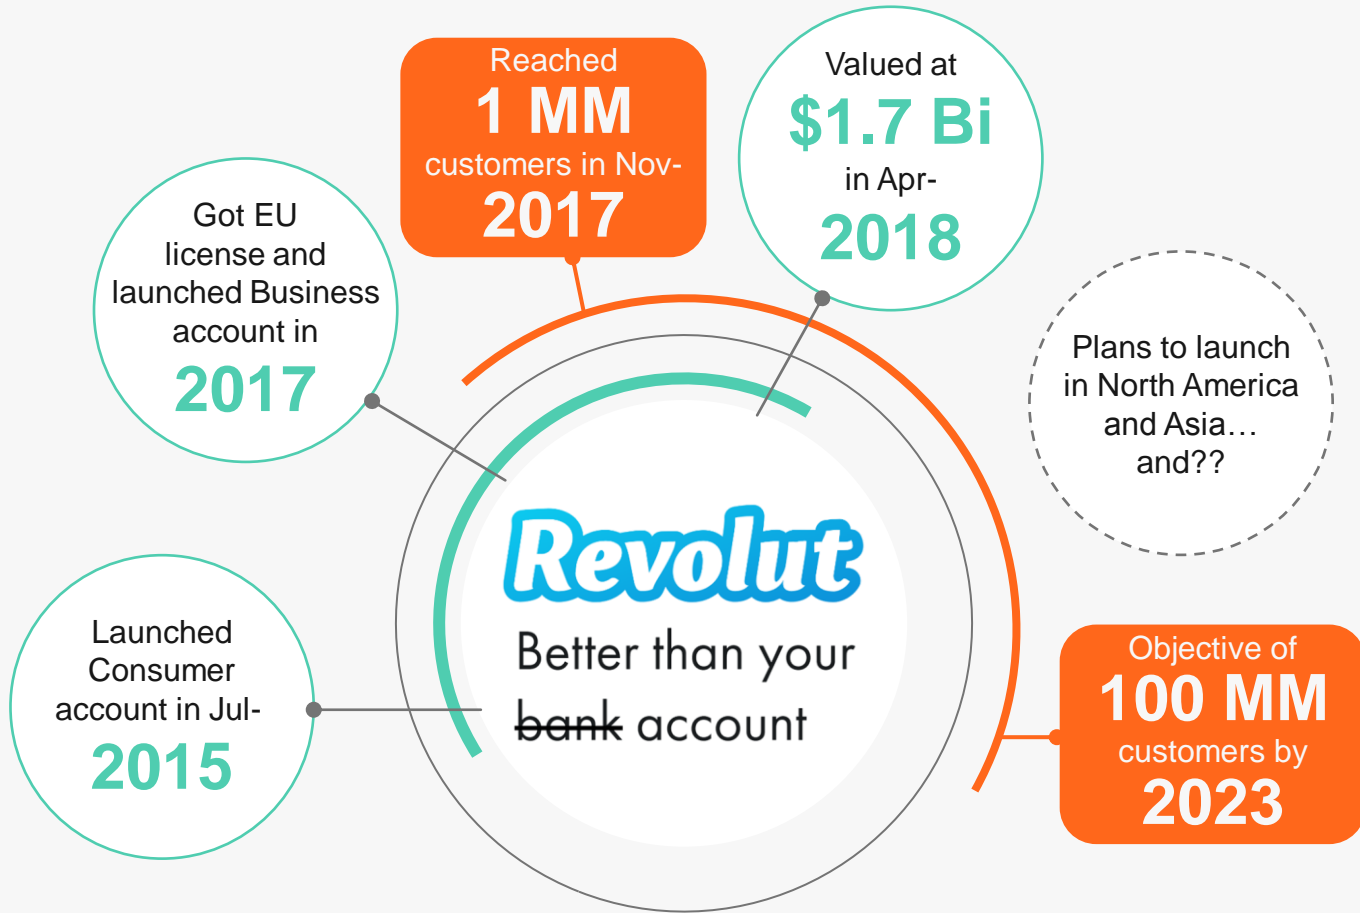 Reached
1 MM
customers in Nov-
2017
Valued at
$1.7 Bi
in Apr-
2018
Got EU
license and
launched Business
account in
2017
Plans to launch
in North America
and Asia…
and??
Launched
Consumer
account in Jul-
2015
Revolut
Better than your
bank account
Objective of
100 MM
customers by
2023